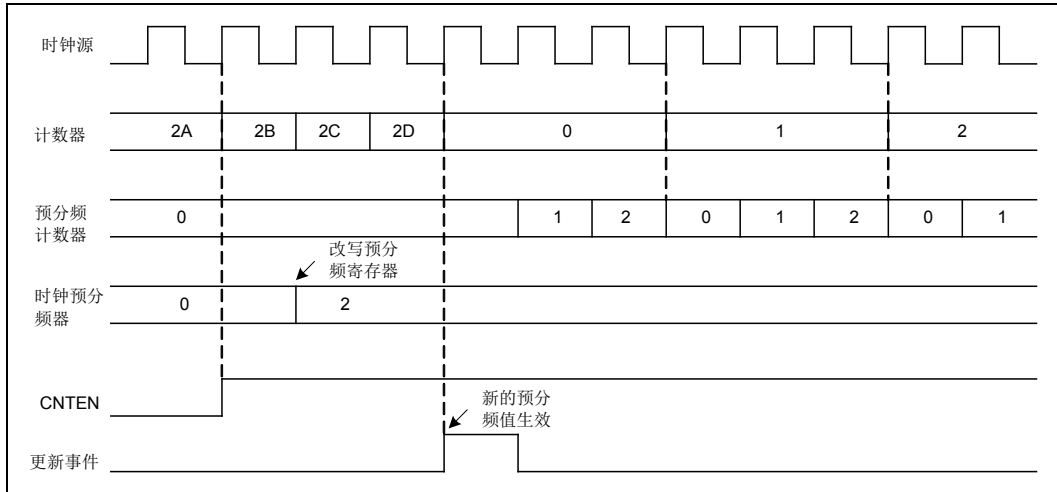 时钟源
计数器 2A 2B 2C 2D 0 1 2
预分频
计数器
0 1 2 0 1 2 0 1
改写预分
频寄存器
时钟预分
频器
0 2
CNTEN
新的预分
频值生效
更新事件